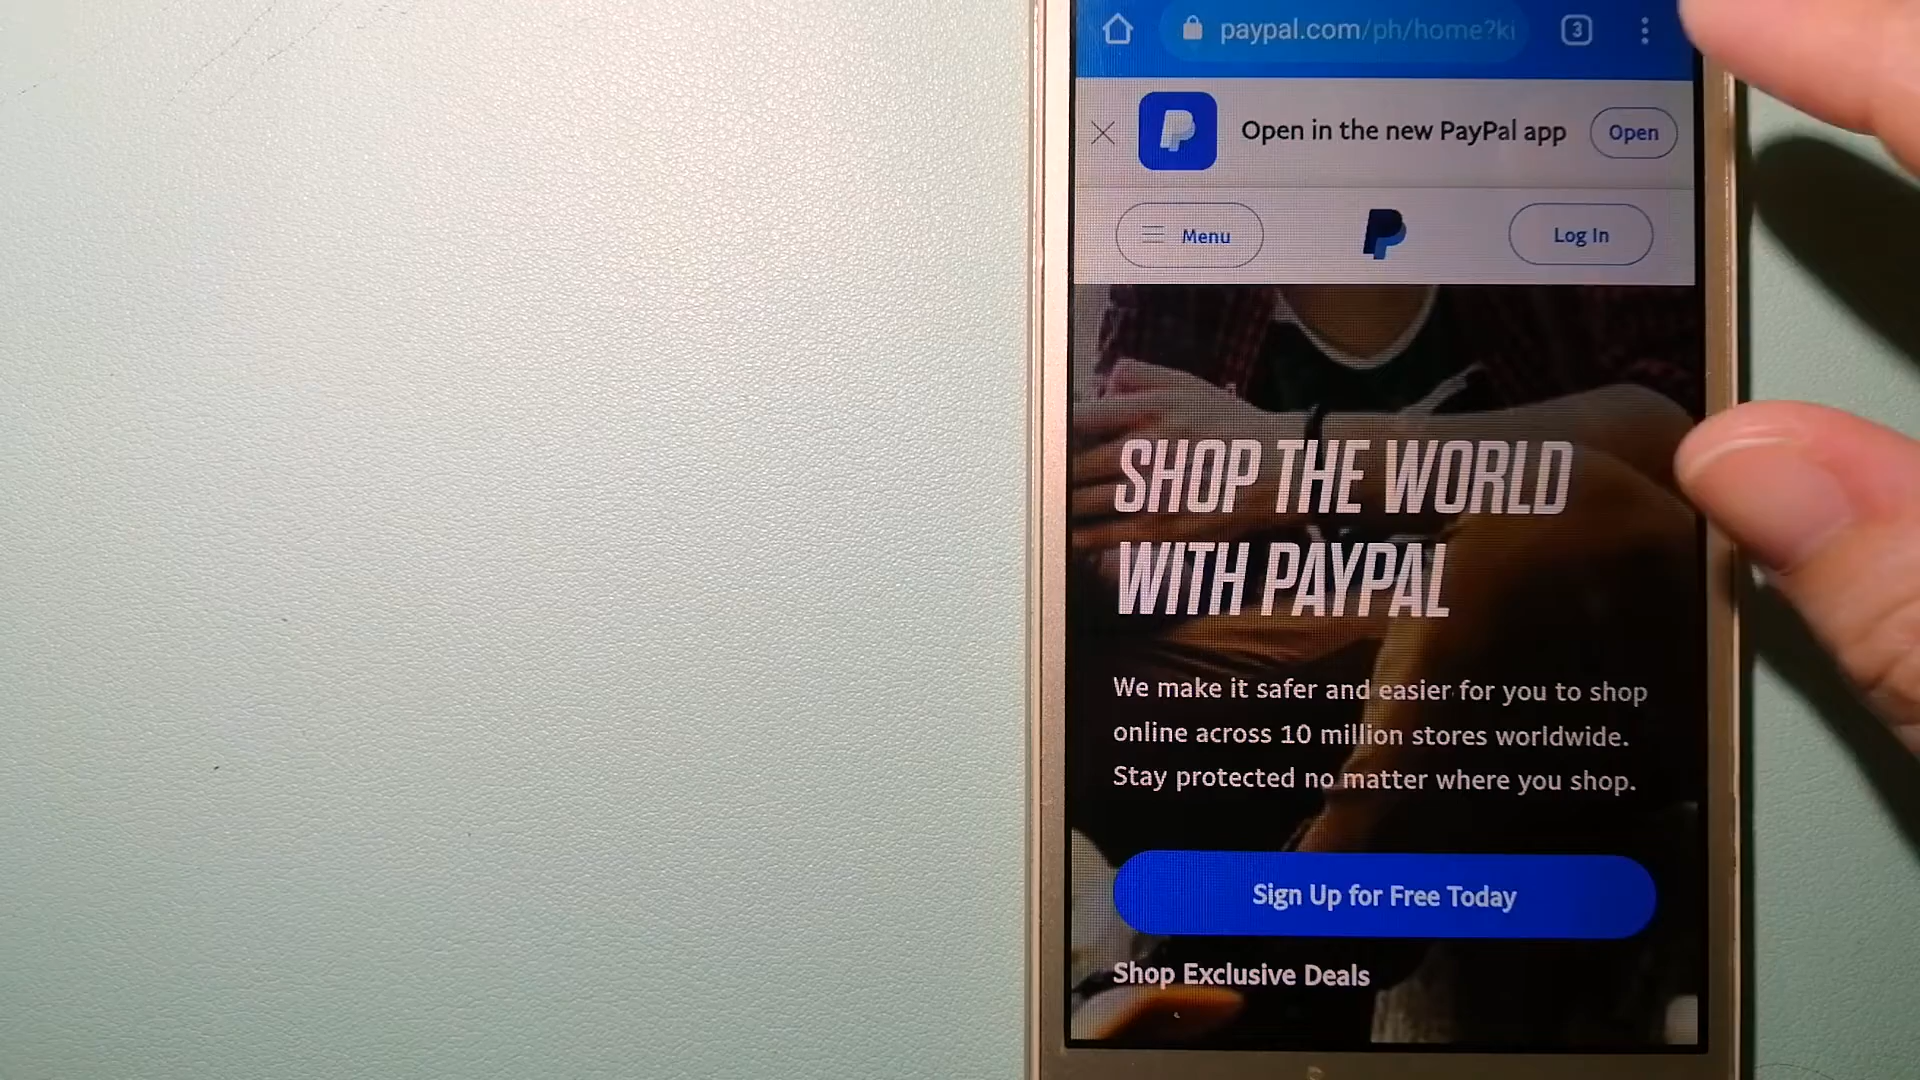 paypal.com/ph/home?ki
3
Open in the new PayPal app
Open
Menu
Log In
SHOP THE WORLD
WITH PAYPAL
We make it safer and easier for you to shop
online across 10 million stores worldwide.
Stay protected no matter where you shop.
Sign Up for Free Today
Shop Exclusive Deals